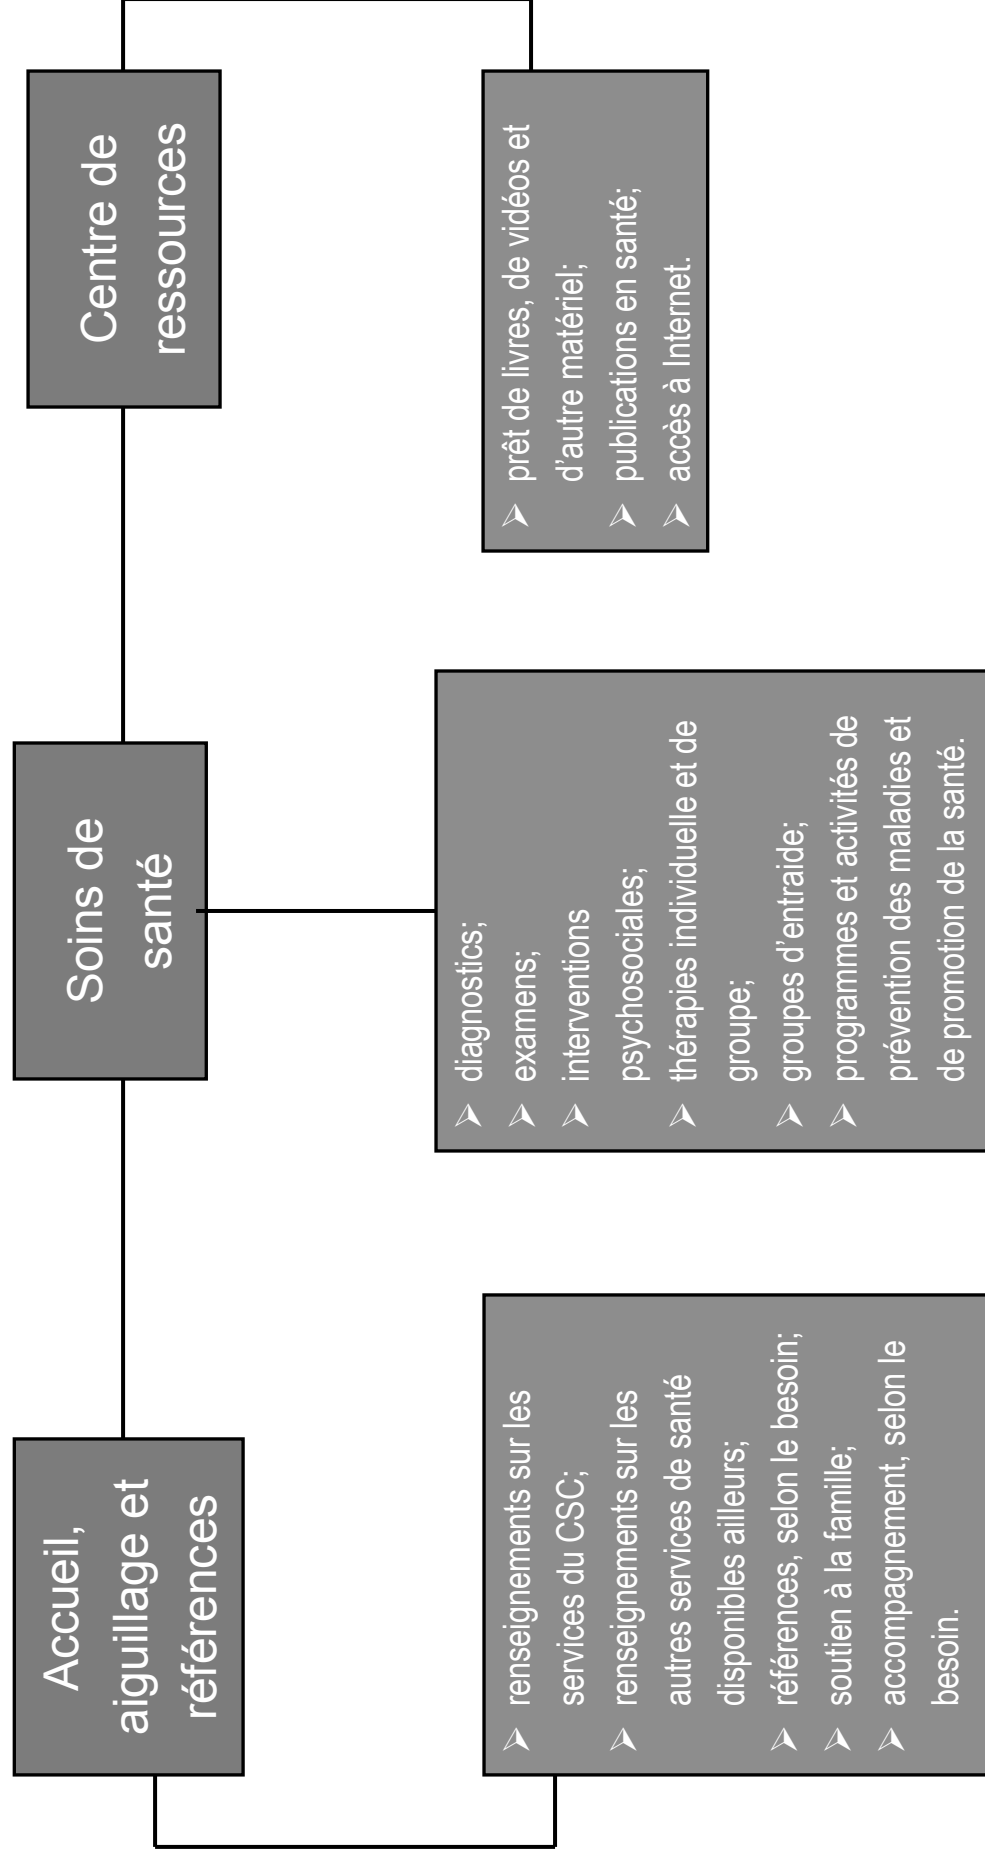 Accueil,
aiguillage et
références
Soins de
santé
Centre de
ressources
➢ renseignements sur les
services du CSC;
➢ renseignements sur les
autres services de santé
disponibles ailleurs;
➢ références, selon le besoin;
➢ soutien à la famille;
➢ accompagnement, selon le
besoin.
➢ diagnostics;
➢ examens;
➢ interventions
psychosociales;
➢ thérapies individuelle et de
groupe;
➢ groupes d'entraide;
➢ programmes et activités de
prévention des maladies et
de promotion de la santé.
➢ prêt de livres, de vidéos et
d'autre matériel;
➢ publications en santé;
➢ accès à Internet.